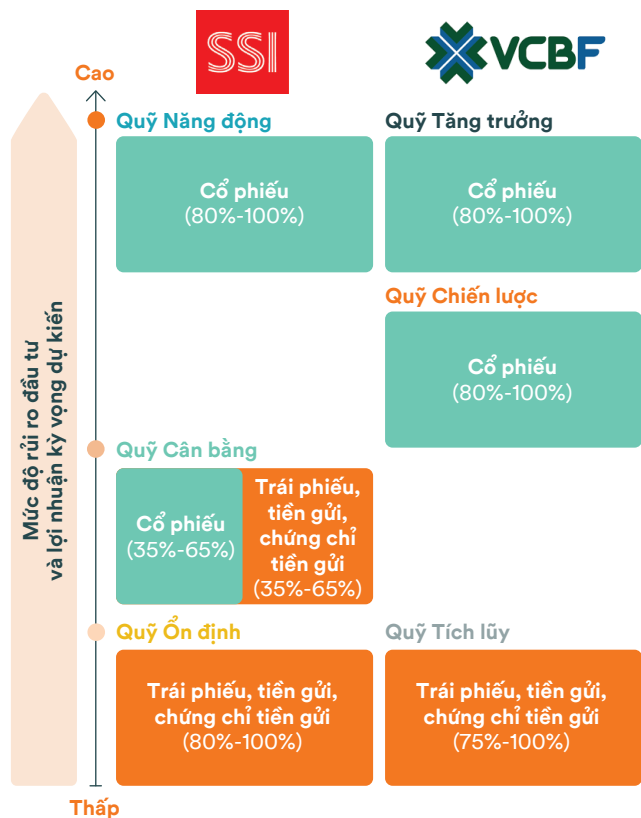 SSI
VCBF
Cao
Quỹ Năng động
Quỹ Tăng trưởng
Cổ phiếu
(80%-100%)
Cổ phiếu
(80%-100%)
Quỹ Chiến lược
Cổ phiếu
(80%-100%)
Mức độ rủi ro đầu tư
và lợi nhuận kỳ vọng dự kiến
Quỹ Cân bằng
Cổ phiếu
(35%-65%)
Trái phiếu,
tiền gửi,
chứng chỉ
tiền gửi
(35%-65%)
Quỹ Ổn định
Quỹ Tích lũy
Trái phiếu, tiền gửi,
chứng chỉ tiền gửi
(80%-100%)
Trái phiếu, tiền gửi,
chứng chỉ tiền gửi
(75%-100%)
Thấp